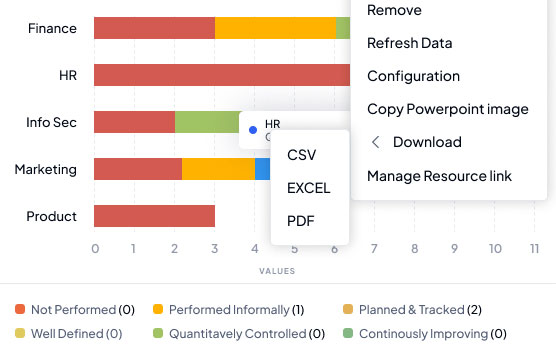 Remove
Finance
Refresh Data
HR
Configuration
Copy Powerpoint image
Info Sec
HR
Download
CSV
Marketing
Manage Resource link
EXCEL
Product
PDF
0 1 2 3 4 5 6 7 8 9 10 11
VALUES
Not Performed (0) Performed Informally (1) Planned & Tracked (2)
Well Defined (0) Quantitavely Controlled (0) Continously Improving (0)